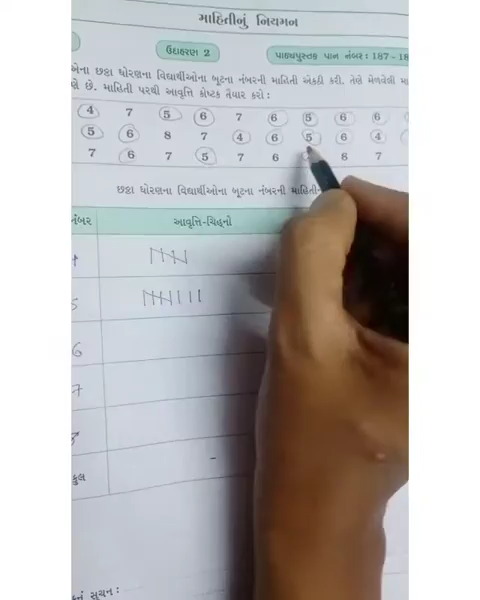 માહિતીનું નિયમન
ઉદાહરણ 2 પાઠ્યપુસ્તક પાન નંબર : 187 - 18
છઠ્ઠા ધોરણના વિદ્યાર્થીઓના બૂટના નંબરની માહિતી એકઠી કરી. તેણે મેળવેલી
છે. માહિતી પરથી આવૃત્તિ કોષ્ટક તૈયાર કરો :
4 7 5 6 7 6 5 6 6
5 6 8 7 4 6 5 6 4
7 6 7 5 7 6 8 7
છઠ્ઠા ધોરણના વિદ્યાર્થીઓના બૂટના નંબરની માહિતીન
નંબર આવૃત્તિ-ચિહ્નો
5
6
7
કુલ
સૂચન :